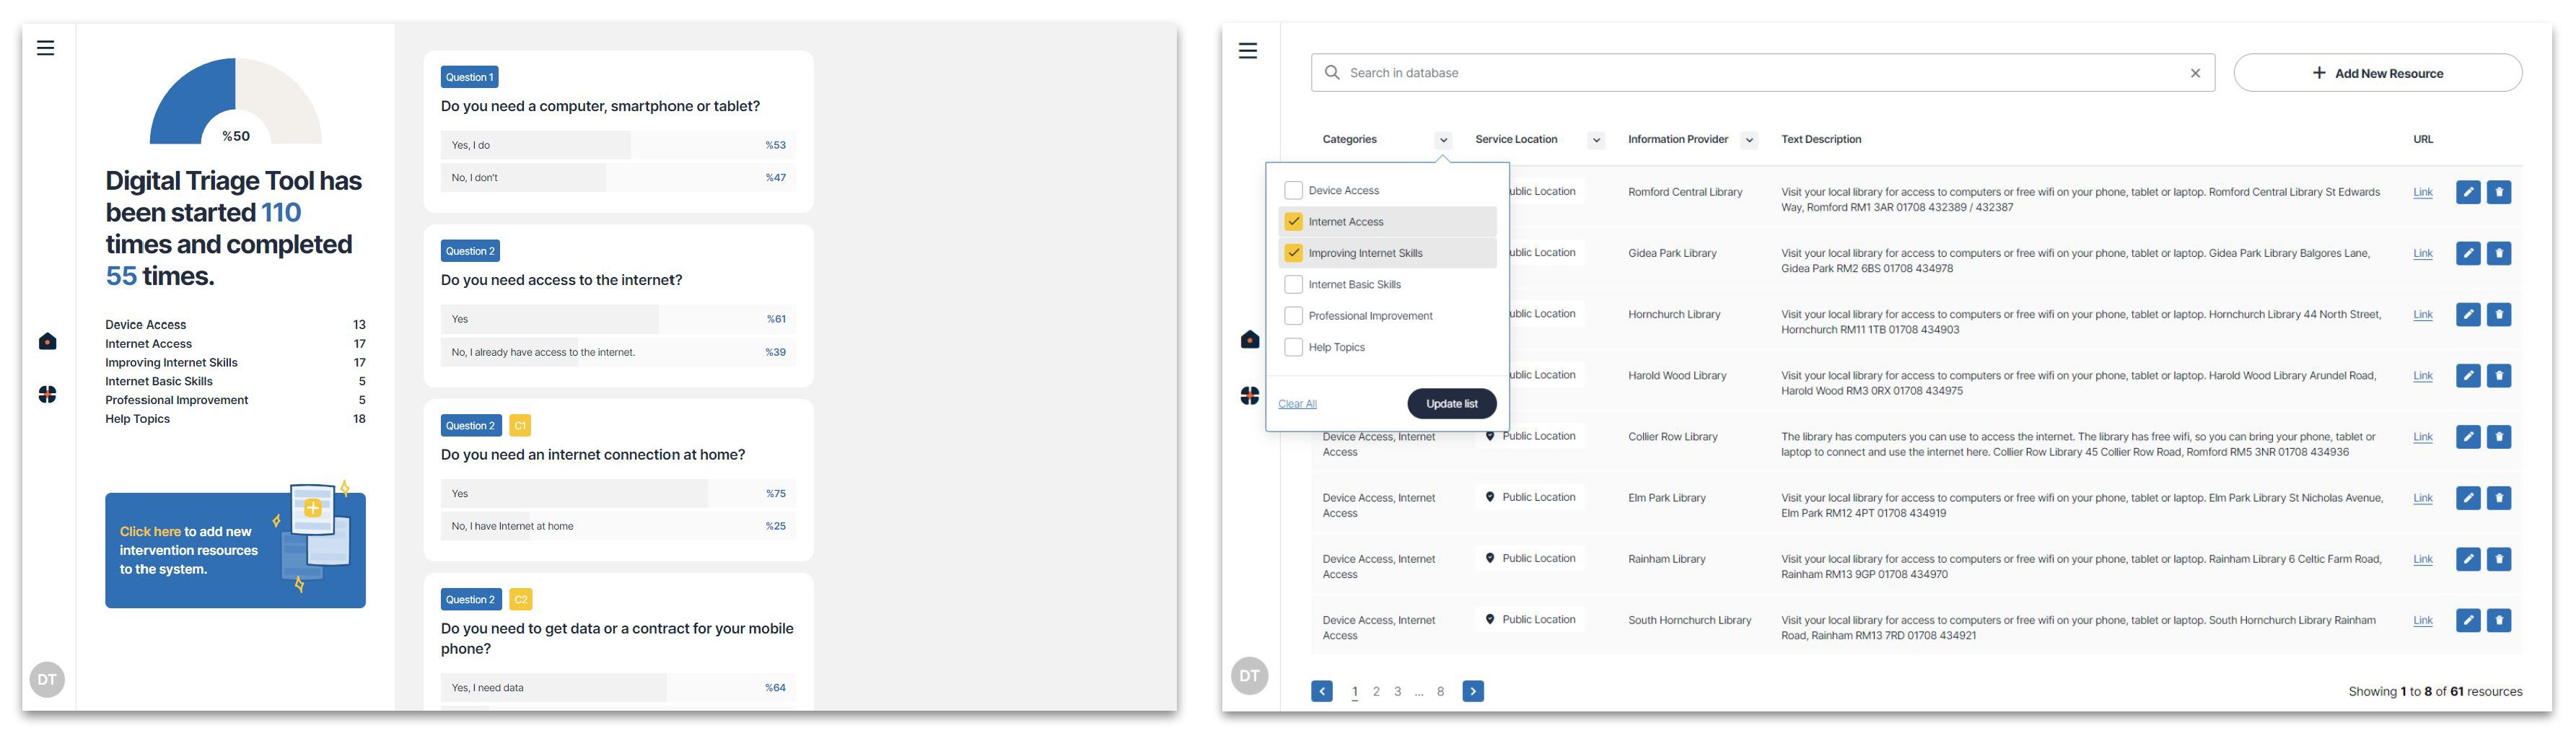 %50
Digital Triage Tool has
been started 110
times and completed
55 times.
Device Access 13
Internet Access 17
Improving Internet Skills 17
Internet Basic Skills 5
Professional Improvement 5
Help Topics 18
Click here to add new
intervention resources
to the system.
DT
Question 1
Do you need a computer, smartphone or tablet?
Yes, I do %53
No, I don't %47
Question 2
Do you need access to the internet?
Yes %61
No, I already have access to the internet. %39
Question 2 C1
Do you need an internet connection at home?
Yes %75
No, I have Internet at home %25
Question 2 C2
Do you need to get data or a contract for your mobile
phone?
Yes, I need data %64
Search in database
Add New Resource
Categories Service Location Information Provider Text Description URL
Device Access
Internet Access
Improving Internet Skills
Internet Basic Skills
Professional Improvement
Help Topics
Clear All Update list
ublic Location Romford Central Library Visit your local library for access to computers or free wifi on your phone, tablet or laptop. Romford Central Library St Edwards Link
Way, Romford RM1 3AR 01708 432389 / 432387
ublic Location Gidea Park Library Visit your local library for access to computers or free wifi on your phone, tablet or laptop. Gidea Park Library Balgores Lane, Link
Gidea Park RM2 6BS 01708 434978
ublic Location Hornchurch Library Visit your local library for access to computers or free wifi on your phone, tablet or laptop. Hornchurch Library 44 North Street, Link
Hornchurch RM11 1TB 01708 434903
ublic Location Harold Wood Library Visit your local library for access to computers or free wifi on your phone, tablet or laptop. Harold Wood Library Arundel Road, Link
Harold Wood RM3 0RX 01708 434975
Device Access, Internet Public Location Collier Row Library The library has computers you can use to access the internet. The library has free wifi, so you can bring your phone, tablet or Link
Access laptop to connect and use the internet here. Collier Row Library 45 Collier Row Road, Romford RM5 3NR 01708 434936
Device Access, Internet Public Location Elm Park Library Visit your local library for access to computers or free wifi on your phone, tablet or laptop. Elm Park Library St Nicholas Avenue, Link
Access Elm Park RM12 4PT 01708 434919
Device Access, Internet Public Location Rainham Library Visit your local library for access to computers or free wifi on your phone, tablet or laptop. Rainham Library 6 Celtic Farm Road, Link
Access Rainham RM13 9GP 01708 434970
Device Access, Internet Public Location South Hornchurch Library Visit your local library for access to computers or free wifi on your phone, tablet or laptop. South Hornchurch Library Rainham Link
Access Road, Rainham RM13 7RD 01708 434921
DT
1 2 3 ... 8 Showing 1 to 8 of 61 resources